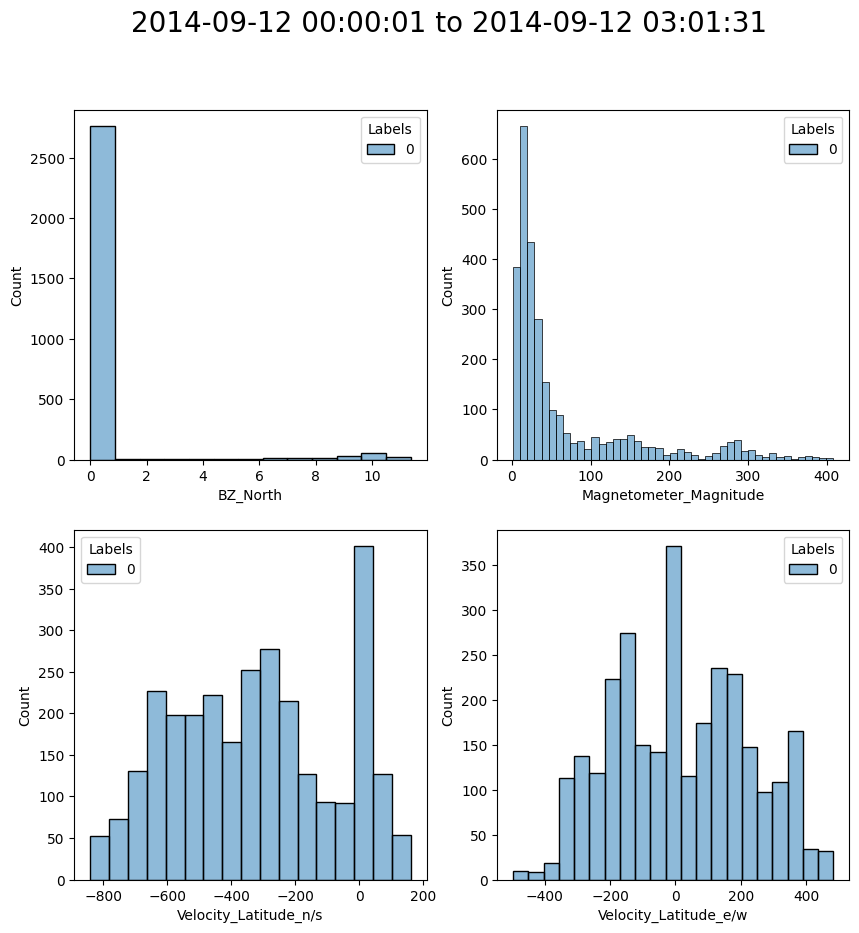 2014-09-12 00:00:01 to 2014-09-12 03:01:31
Labels
0
2500
2000
1500
1000
500
0
Count
0 2 4 6 8 10
BZ_North
Labels
0
600
500
400
300
200
100
0
Count
0 100 200 300 400
Magnetometer_Magnitude
Labels
0
400
350
300
250
200
150
100
50
0
Count
−800 −600 −400 −200 0 200
Velocity_Latitude_n/s
Labels
0
350
300
250
200
150
100
50
0
Count
−400 −200 0 200 400
Velocity_Latitude_e/w